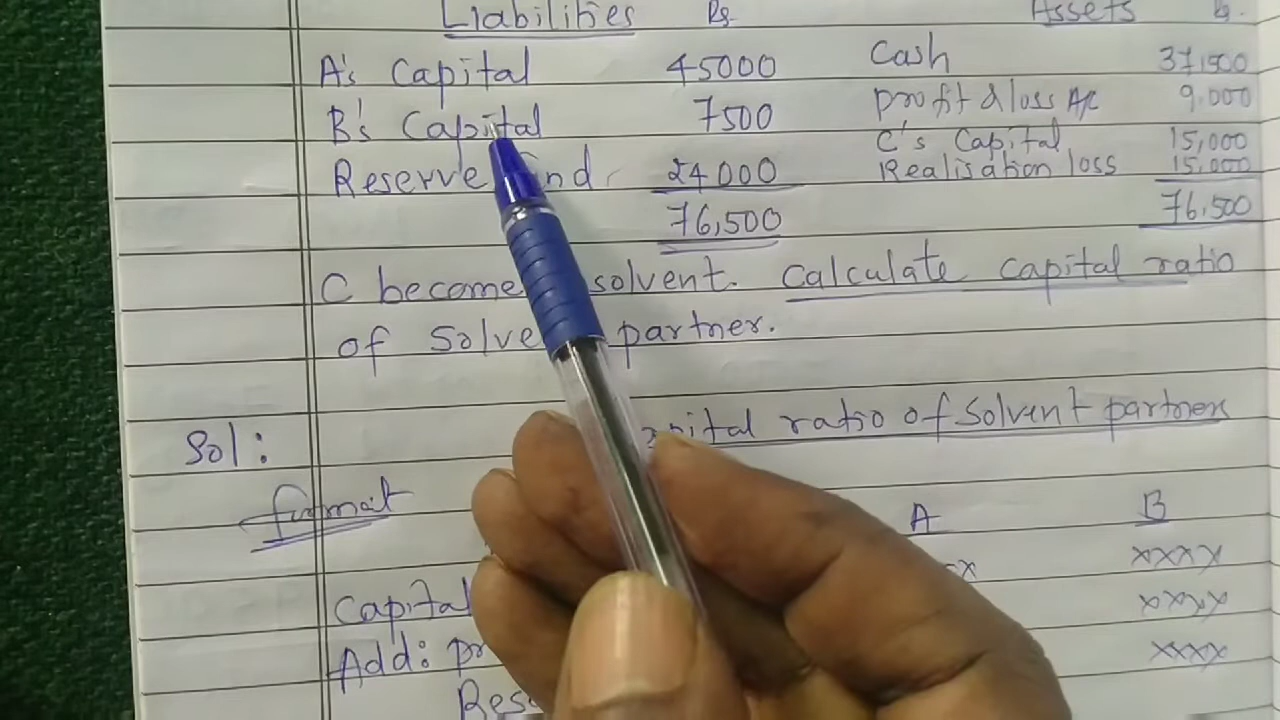 Liabilities Rs. Assets
A's Capital 45000 Cash 37,500
B's Capital 7500 profit & loss A/c 9.000
C's Capital 15,000
Reserve 24000 Realisation loss 15,000
76,500 76,500
C become solvent. Calculate capital ratio
of solve partner.
Sol: ratio of Solvent partner
format
A B
x xxxx
Capital xxxx
Add: xxxx